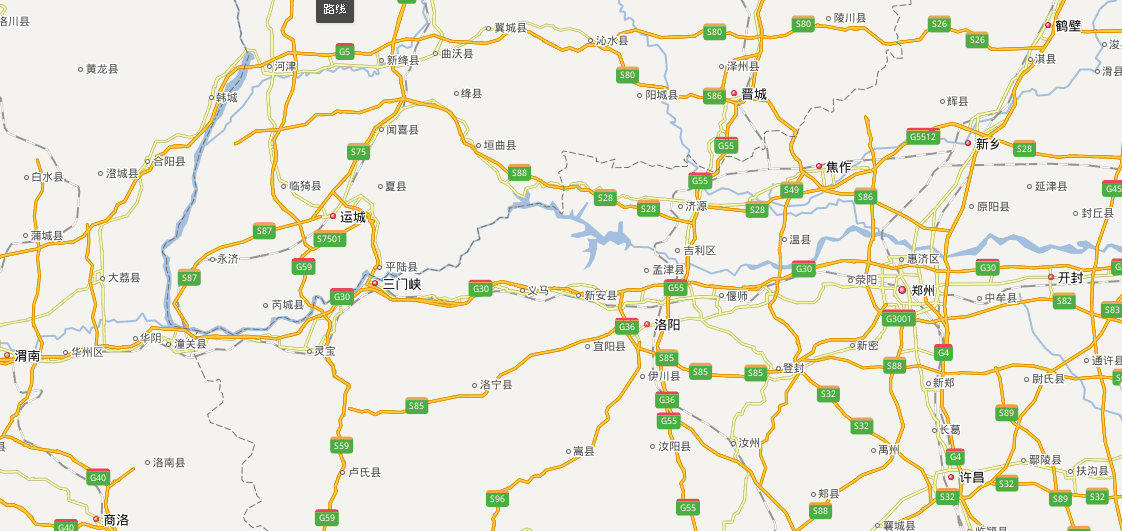 路线
洛川县
翼城县
S80
S80
陵川县
S26
鹤壁
S26
沁水县
浚
G5
曲沃县
新绛县
河津
黄龙县
泽州县
淇县
滑县
S80
韩城
绛县
阳城县
S86
晋城
辉县
闻喜县
垣曲县
G55
G5512
新乡
S28
S75
合阳县
焦作
白水县
澄城县
S88
临猗县
夏县
G55
S49
S86
延津县
G45
S28
S28
济源
S28
原阳县
封丘县
运城
S87
S7501
蒲城县
温县
吉利区
永济
G59
平陆县
孟津县
G30
惠济区
G30
大荔县
S87
三门峡
G30
义马
G55
荥阳
开封
G30
新安县
偃师
郑州
中牟县
S82
S83
芮城县
G3001
G36
洛阳
华阴
潼关县
宜阳县
新密
G4
渭南
华州区
灵宝
S85
S85
S85
登封
S88
通许县
伊川县
洛宁县
新郑
尉氏县
S85
G36
S32
S89
G55
S32
长葛
S59
汝阳县
汝州
嵩县
禹州
G4
鄢陵县
扶沟县
洛南县
卢氏县
G40
许昌
S32
S89
S32
S32
S96
郏县
G55
S88
G59
商洛
G40
襄城县
临颍县